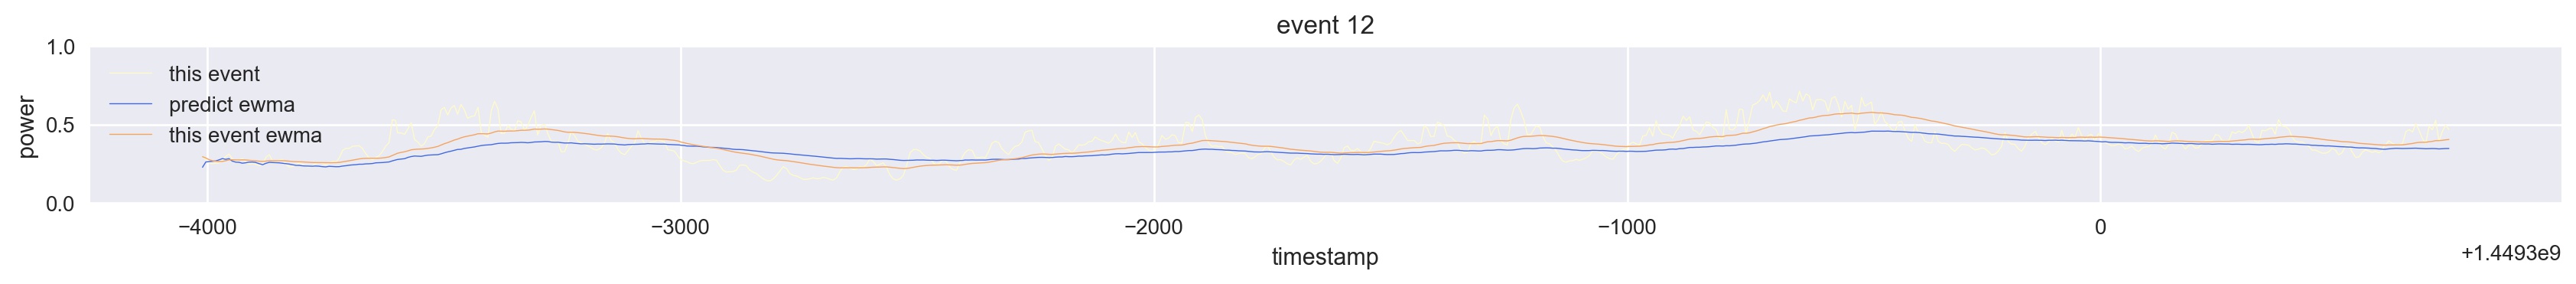 event 12
1.0
0.5
0.0
power
this event
predict ewma
this event ewma
−4000 −3000 −2000 −1000 0
timestamp
+1.4493e9